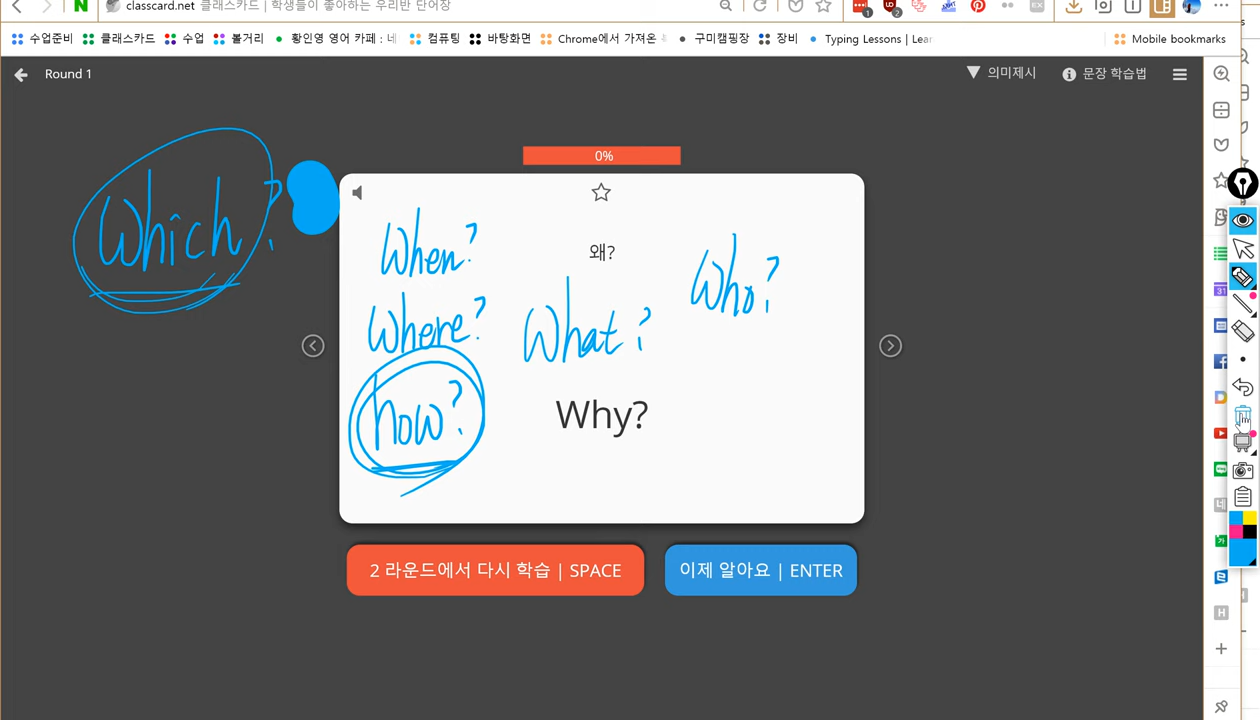 classcard.net 클래스카드 | 학생들이 좋아하는 우리반 단어장
수업준비 클래스카드 수업 볼거리 황인영 영어 카페 : 네 컴퓨팅 바탕화면 Chrome에서 가져온 구미캠핑장 장비 Typing Lessons | Lear Mobile bookmarks
Round 1 의미제시 문장 학습법
0%
Which?
When?
왜?
Who?
Where?
What?
how?
Why?
2 라운드에서 다시 학습 | SPACE 이제 알아요 | ENTER